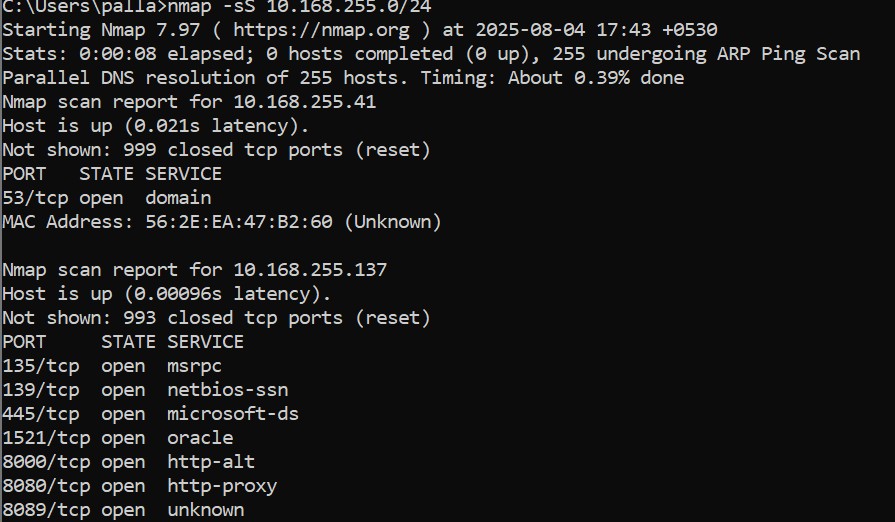 C:\Users\palla>nmap -sS 10.168.255.0/24
Starting Nmap 7.97 ( https://nmap.org ) at 2025-08-04 17:43 +0530
Stats: 0:00:08 elapsed; 0 hosts completed (0 up), 255 undergoing ARP Ping Scan
Parallel DNS resolution of 255 hosts. Timing: About 0.39% done
Nmap scan report for 10.168.255.41
Host is up (0.021s latency).
Not shown: 999 closed tcp ports (reset)
PORT   STATE SERVICE
53/tcp open  domain
MAC Address: 56:2E:EA:47:B2:60 (Unknown)

Nmap scan report for 10.168.255.137
Host is up (0.00096s latency).
Not shown: 993 closed tcp ports (reset)
PORT     STATE SERVICE
135/tcp  open  msrpc
139/tcp  open  netbios-ssn
445/tcp  open  microsoft-ds
1521/tcp open  oracle
8000/tcp open  http-alt
8080/tcp open  http-proxy
8089/tcp open  unknown